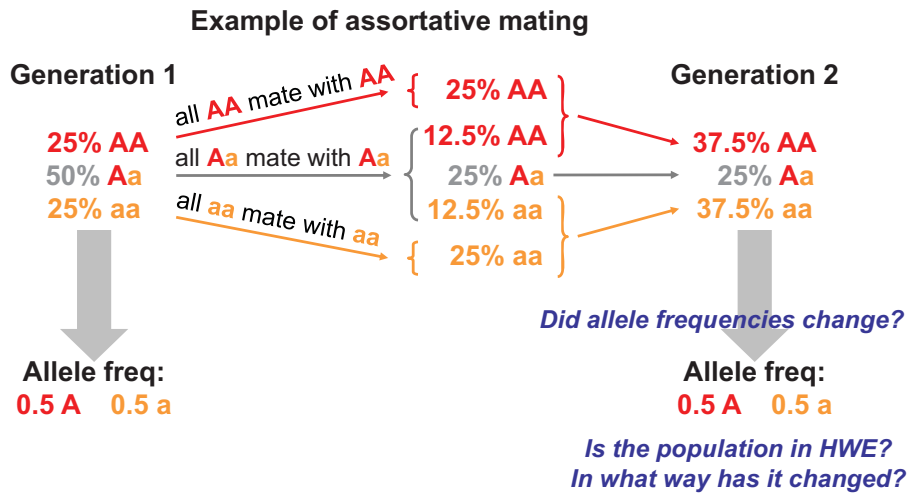 Example of assortative mating
Generation 1
25% AA
50% Aa
25% aa
all AA mate with AA
all Aa mate with Aa
all aa mate with aa
25% AA
12.5% AA
25% Aa
12.5% aa
25% aa
Generation 2
37.5% AA
25% Aa
37.5% aa
Did allele frequencies change?
Allele freq:
0.5 A 0.5 a
Allele freq:
0.5 A 0.5 a
Is the population in HWE?
In what way has it changed?